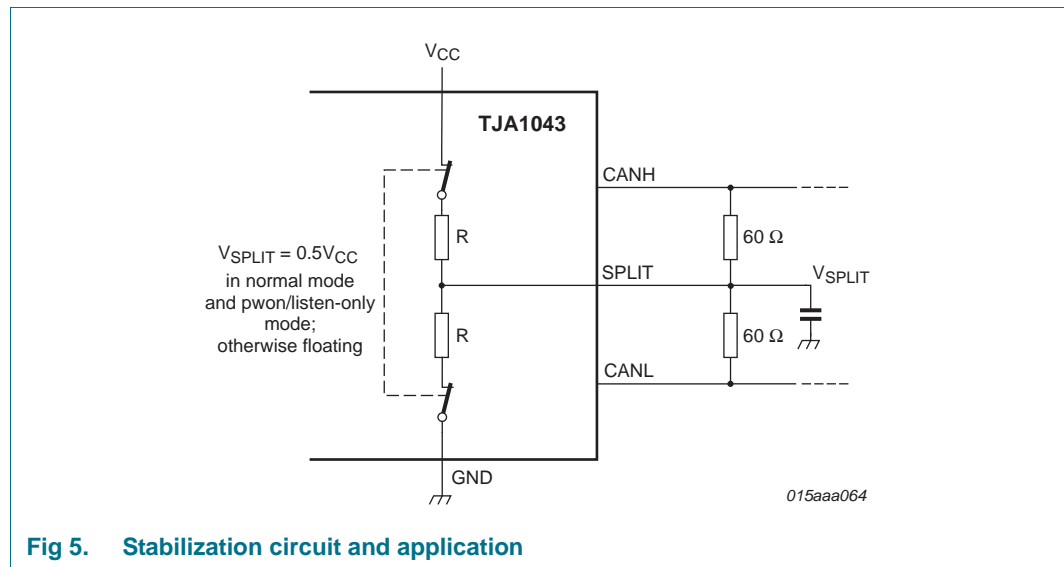 VCC
TJA1043
CANH
R
60 Ω
VSPLIT = 0.5VCC
in normal mode
and pwon/listen-only
mode;
otherwise floating
SPLIT
VSPLIT
R
60 Ω
CANL
GND
015aaa064
Fig 5. Stabilization circuit and application